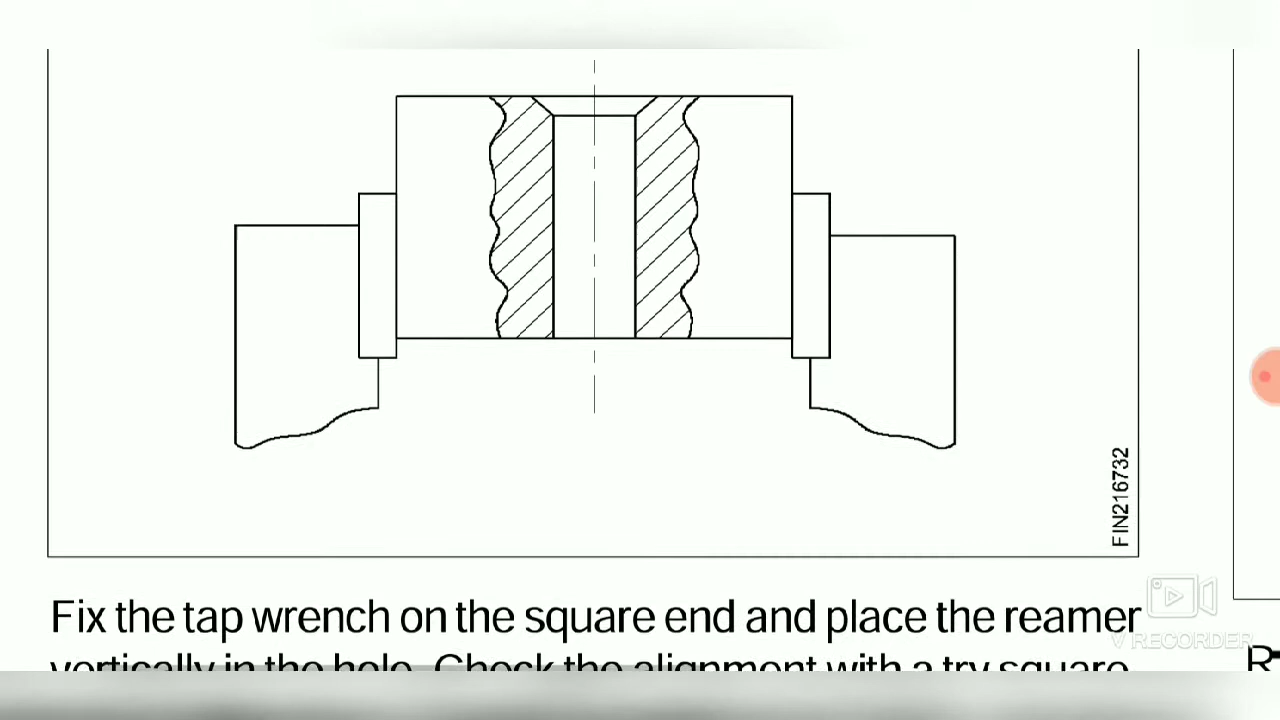 FIN216732
Fix the tap wrench on the square end and place the reamer
vertically in the hole. Check the alignment with a try square.
V RECORDER
R